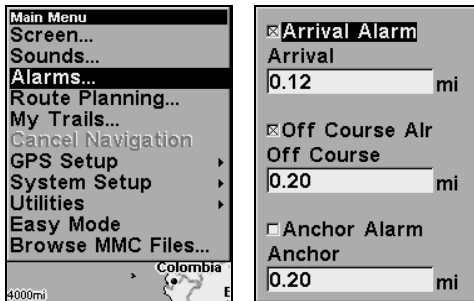 Main Menu
Screen...
Sounds...
Alarms...
Route Planning...
My Trails...
Cancel Navigation
GPS Setup
System Setup
Utilities
Easy Mode
Browse MMC Files...
Colombia
4000mi
E
Arrival Alarm
Arrival
0.12 mi
Off Course Alr
Off Course
0.20 mi
Anchor Alarm
Anchor
0.20 mi